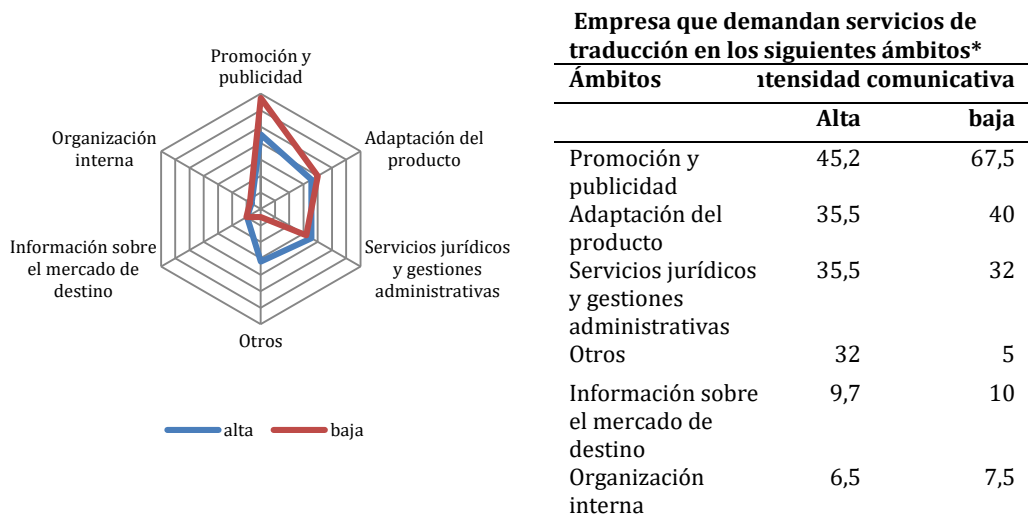 Promoción y
publicidad
Organización
interna
Adaptación del
producto
Información sobre
el mercado de
destino
Servicios jurídicos
y gestiones
administrativas
Otros
alta baja
Empresa que demandan servicios de
traducción en los siguientes ámbitos*
Ámbitos ntensidad comunicativa
Alta baja
Promoción y 45,2 67,5
publicidad
Adaptación del 35,5 40
producto
Servicios jurídicos 35,5 32
y gestiones
administrativas
Otros 32 5
Información sobre 9,7 10
el mercado de
destino
Organización 6,5 7,5
interna